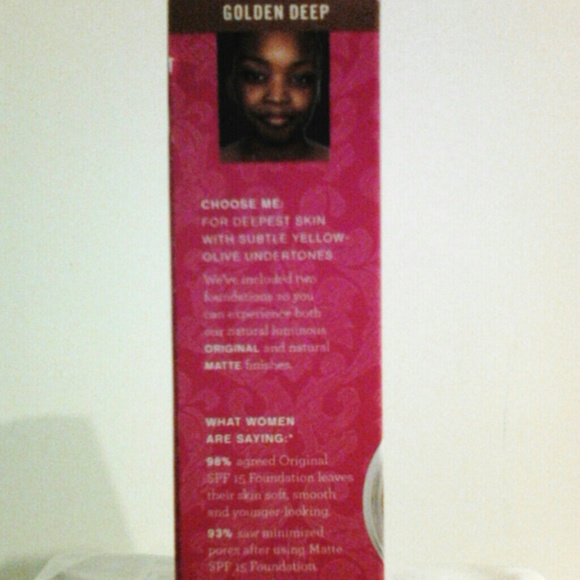 GOLDEN DEEP
CHOOSE ME:
FOR DEEPEST SKIN
WITH SUBTLE YELLOW-
OLIVE UNDERTONES
We've included two
foundations so you
can experience both
our natural luminous
ORIGINAL and natural
MATTE finishes.
WHAT WOMEN
ARE SAYING:*
98% agreed Original
SPF 15 Foundation leaves
their skin soft, smooth
and younger-looking.
93% saw minimized
pores after using Matte
SPF 15 Foundation.